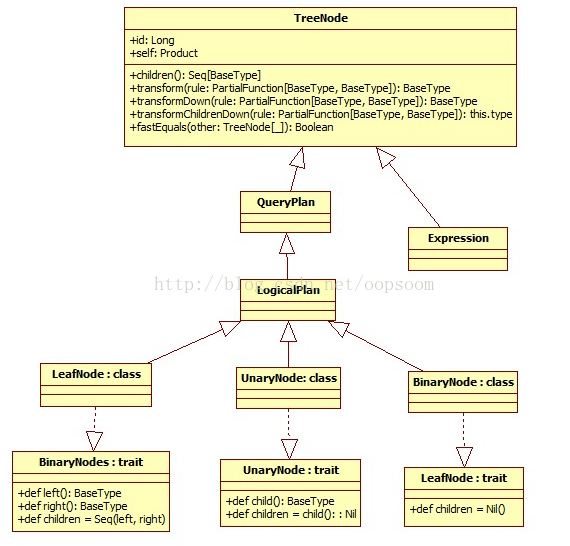 TreeNode
+id: Long
+self: Product
+children(): Seq[BaseType]
+transform(rule: PartialFunction[BaseType, BaseType]): BaseType
+transformDown(rule: PartialFunction[BaseType, BaseType]): BaseType
+transformChildrenDown(rule: PartialFunction[BaseType, BaseType]): this.type
+fastEquals(other: TreeNode[_]): Boolean
QueryPlan
Expression
http://blog.csdn.net/oopsoom
LogicalPlan
LeafNode : class
UnaryNode: class
BinaryNode : class
BinaryNodes : trait
+def left(): BaseType
+def right(): BaseType
+def children = Seq(left, right)
UnaryNode : trait
+def child(): BaseType
+def children = child() : : Nil
LeafNode : trait
+def children = Nil()